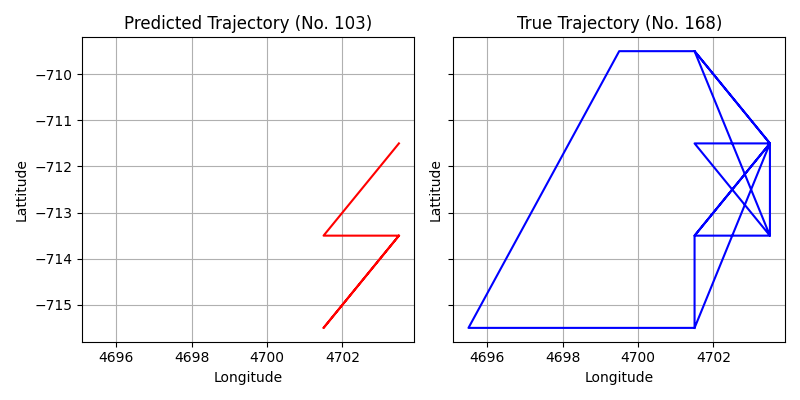 Predicted Trajectory (No. 103)
True Trajectory (No. 168)
Lattitude
−710
−711
−712
−713
−714
−715
4696
4698
4700
4702
Longitude
Lattitude
4696
4698
4700
4702
Longitude